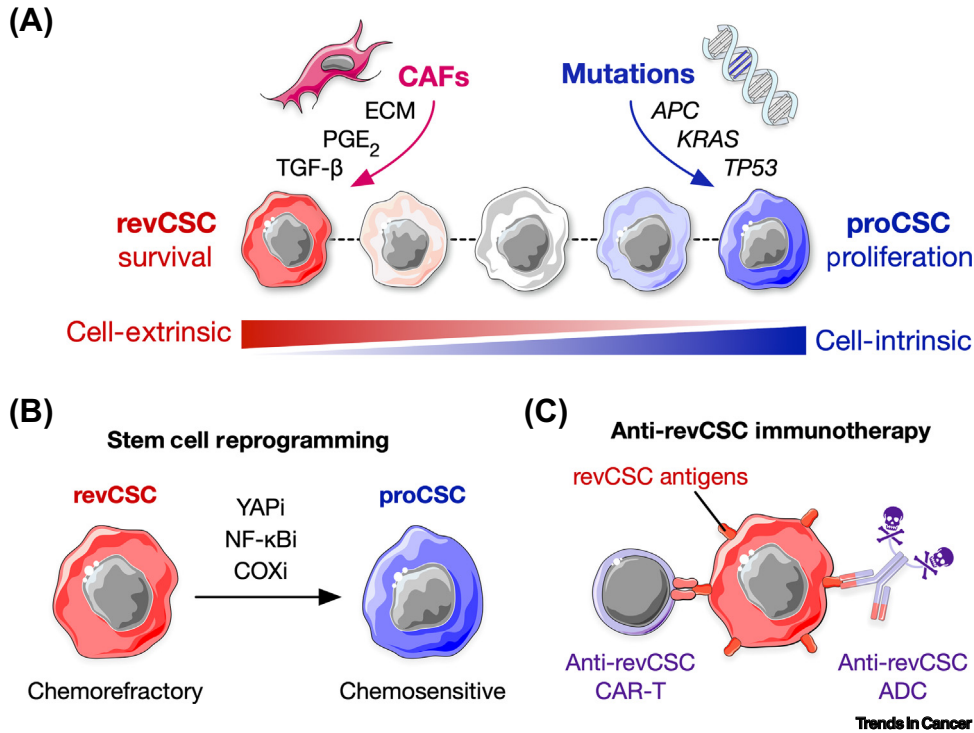 (A)
CAFs
ECM
PGE₂
TGF-β
Mutations
APC
KRAS
TP53
revCSC
survival
proCSC
proliferation
Cell-extrinsic
Cell-intrinsic
(B)
Stem cell reprogramming
revCSC
YAPi
NF-κBi
COXi
proCSC
Chemorefractory
Chemosensitive
(C)
Anti-revCSC immunotherapy
revCSC antigens
Anti-revCSC
CAR-T
Anti-revCSC
ADC
Trends in Cancer